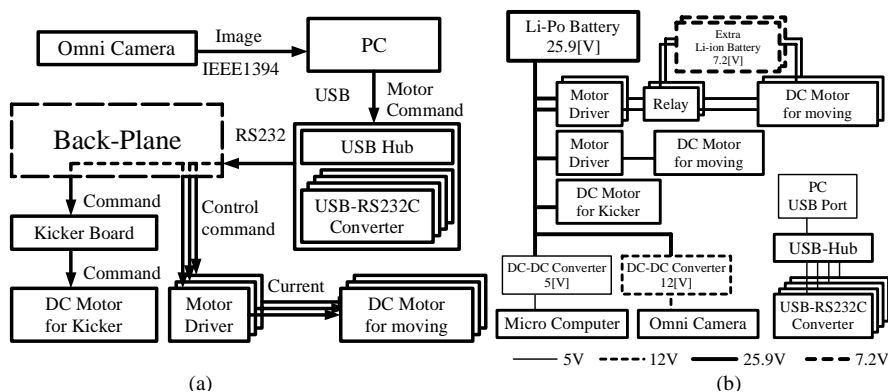 Omni Camera
Image
IEEE1394
PC
USB
Motor
Command
Back-Plane
RS232
USB Hub
USB-RS232C
Converter
Command
Control
command
Kicker Board
Command
DC Motor
for Kicker
Motor
Driver
Current
DC Motor
for moving
(a)
Li-Po Battery
25.9[V]
Extra
Li-ion Battery
7.2[V]
Motor
Driver
Relay
DC Motor
for moving
Motor
Driver
DC Motor
for moving
DC Motor
for Kicker
PC
USB Port
USB-Hub
DC-DC Converter
5[V]
DC-DC Converter
12[V]
USB-RS232C
Converter
Micro Computer
Omni Camera
5V
12V
25.9V
7.2V
(b)